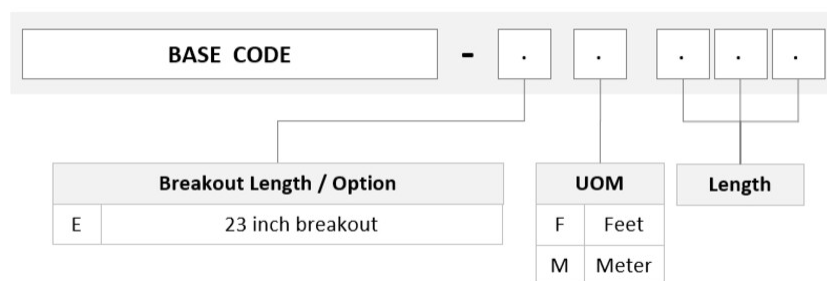 BASE CODE - . . . . .
Breakout Length / Option
E 23 inch breakout
UOM
F Feet
M Meter
Length